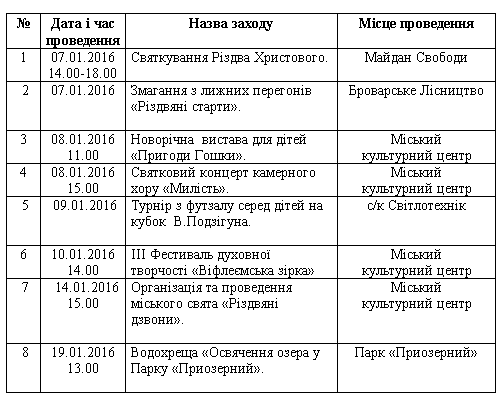 № Дата і час Назва заходу Місце проведення
проведення
1 07.01.2016 Святкування Різдва Христового. Майдан Свободи
14.00-18.00
2 07.01.2016 Змагання з лижних перегонів Броварське Лісництво
«Різдвяні старти».
3 08.01.2016 Новорічна вистава для дітей Міський
11.00 «Пригоди Гошки». культурний центр
4 08.01.2016 Святковий концерт камерного Міський
15.00 хору «Милість». культурний центр
5 09.01.2016 Турнір з футзалу серед дітей на с/к Світлотехнік
кубок В.Подзігуна.
6 10.01.2016 ІІІ Фестиваль духовної Міський
14.00 творчості «Віфлеємська зірка» культурний центр
7 14.01.2016 Організація та проведення Міський
15.00 міського свята «Різдвяні культурний центр
дзвони».
8 19.01.2016 Водохреща «Освячення озера у Парк «Приозерний»
13.00 Парку «Приозерний».